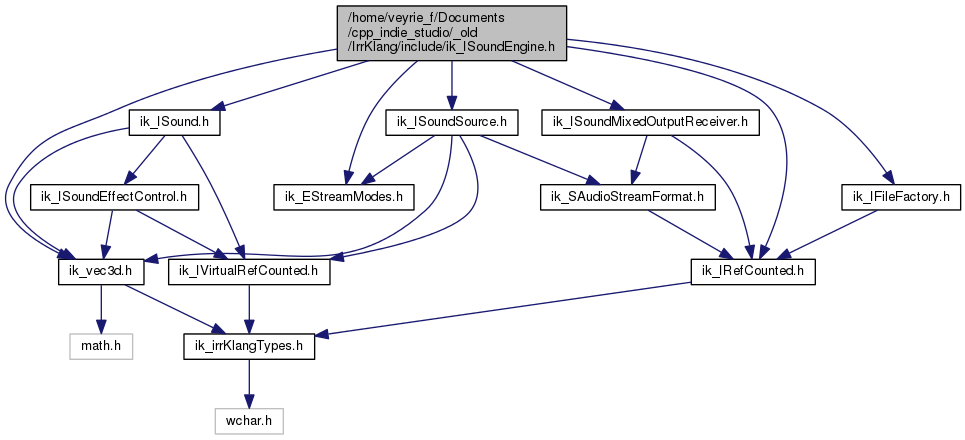 /home/veyrie_f/Documents
/cpp_indie_studio/_old
/IrrKlang/include/ik_ISoundEngine.h
ik_ISound.h
ik_ISoundSource.h
ik_ISoundMixedOutputReceiver.h
ik_ISoundEffectControl.h
ik_EStreamModes.h
ik_SAudioStreamFormat.h
ik_IFileFactory.h
ik_vec3d.h
ik_IVirtualRefCounted.h
ik_IRefCounted.h
math.h
ik_irrKlangTypes.h
wchar.h